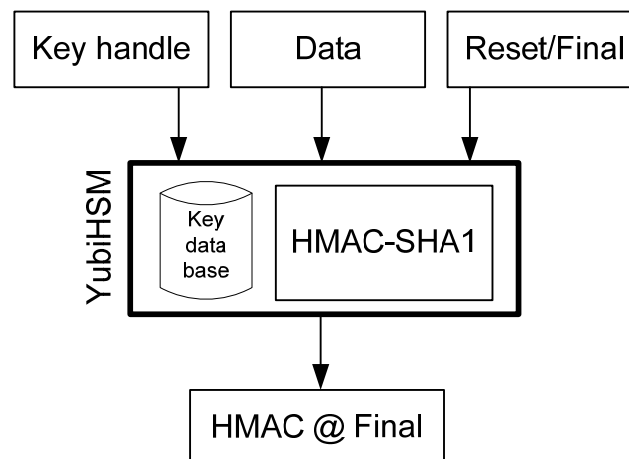 Key handle
Data
Reset/Final
YubiHSM
Key
data
base
HMAC-SHA1
HMAC @ Final